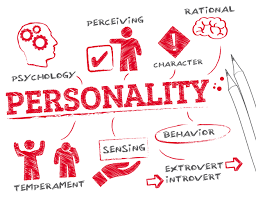 RATIONAL
PERCEIVING
PSYCHOLOGY
CHARACTER
PERSONALITY
SENSING
BEHAVIOR
TEMPERAMENT
EXTROVERT
INTROVERT